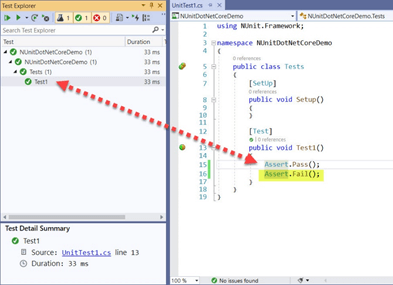 Test Explorer
1 1 0
Search Test Explorer
Test Duration
NUnitDotNetCoreDemo (1) 33 ms
NUnitDotNetCoreDemo (1) 33 ms
Tests (1) 33 ms
Test1 33 ms
Test Detail Summary
Test1
Source: UnitTest1.cs line 13
Duration: 33 ms
UnitTest1.cs
NUnitDotNetCoreDemo NUnitDotNetCoreDemo.Tests
1 using NUnit.Framework;
2
3 namespace NUnitDotNetCoreDemo
4 {
0 references
5 public class Tests
6 {
7 [SetUp]
0 references
8 public void Setup()
9 {
10 }
11
12 [Test]
0 references
13 public void Test1()
14 {
15 Assert.Pass();
16 Assert.Fail();
17 }
18 }
19 }
100 % No issues found